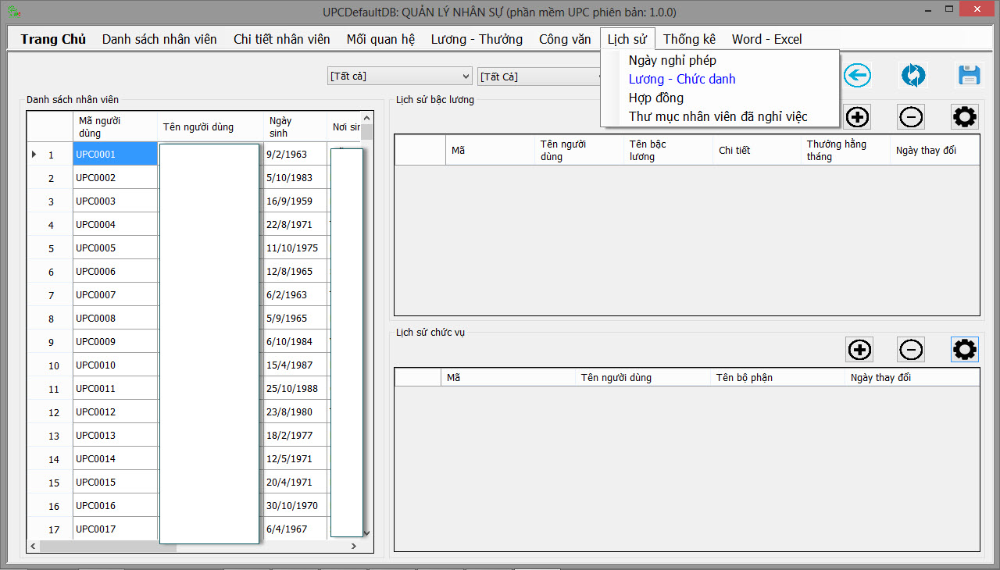 UPCDefaultDB: QUẢN LÝ NHÂN SỰ (phần mềm UPC phiên bản: 1.0.0)
Trang Chủ Danh sách nhân viên Chi tiết nhân viên Mối quan hệ Lương - Thưởng Công văn Lịch sử Thống kê Word - Excel
Ngày nghỉ phép
Lương - Chức danh
Hợp đồng
Thư mục nhân viên đã nghỉ việc
[Tất cả] [Tất Cả]
Danh sách nhân viên
Mã người dùng Tên người dùng Ngày sinh Nơi sin
1 UPC0001 9/2/1963
2 UPC0002 5/10/1983
3 UPC0003 16/9/1959
4 UPC0004 22/8/1971
5 UPC0005 11/10/1975
6 UPC0006 12/8/1965
7 UPC0007 6/2/1963
8 UPC0008 5/9/1965
9 UPC0009 6/10/1984
10 UPC0010 15/4/1987
11 UPC0011 25/10/1988
12 UPC0012 23/8/1980
13 UPC0013 18/2/1977
14 UPC0014 12/5/1971
15 UPC0015 20/4/1971
16 UPC0016 30/10/1970
17 UPC0017 6/4/1967
Lịch sử bậc lương
Mã Tên người dùng Tên bậc lương Chi tiết Thưởng hằng tháng Ngày thay đổi
Lịch sử chức vụ
Mã Tên người dùng Tên bộ phận Ngày thay đổi